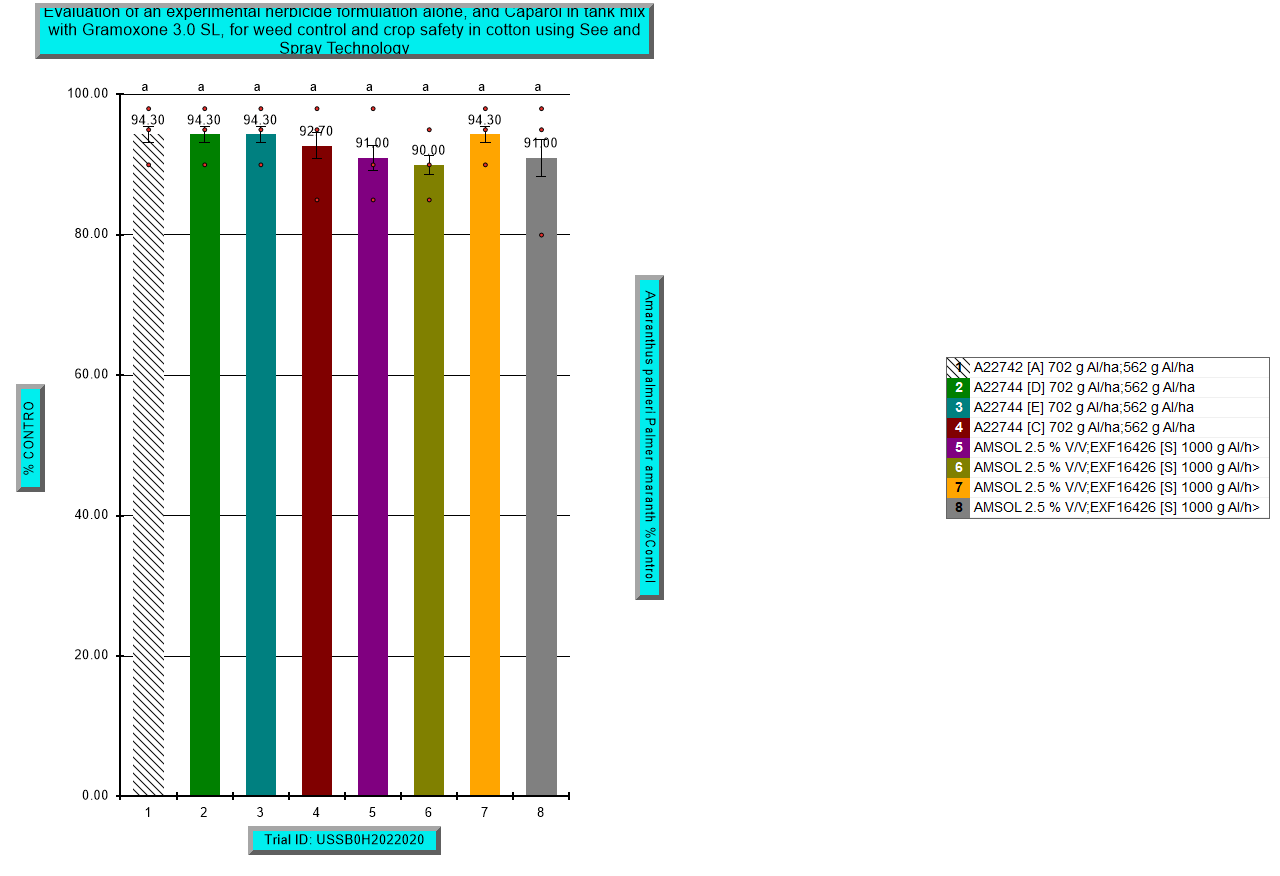 Evaluation of an experimental herbicide formulation alone, and Caparol in tank mix
with Gramoxone 3.0 SL, for weed control and crop safety in cotton using See and
Spray Technology
a a a a a a a a
100.00
94.30 94.30 94.30 92.70 91.00 90.00 94.30 91.00
80.00
60.00
40.00
20.00
0.00
1 2 3 4 5 6 7 8
% CONTRO
Trial ID: USSB0H2022020
Amaranthus palmeri Palmer amaranth %Control
1 A22742 [A] 702 g AI/ha;562 g AI/ha
2 A22744 [D] 702 g AI/ha;562 g AI/ha
3 A22744 [E] 702 g AI/ha;562 g AI/ha
4 A22744 [C] 702 g AI/ha;562 g AI/ha
5 AMSOL 2.5 % V/V;EXF16426 [S] 1000 g AI/h>
6 AMSOL 2.5 % V/V;EXF16426 [S] 1000 g AI/h>
7 AMSOL 2.5 % V/V;EXF16426 [S] 1000 g AI/h>
8 AMSOL 2.5 % V/V;EXF16426 [S] 1000 g AI/h>